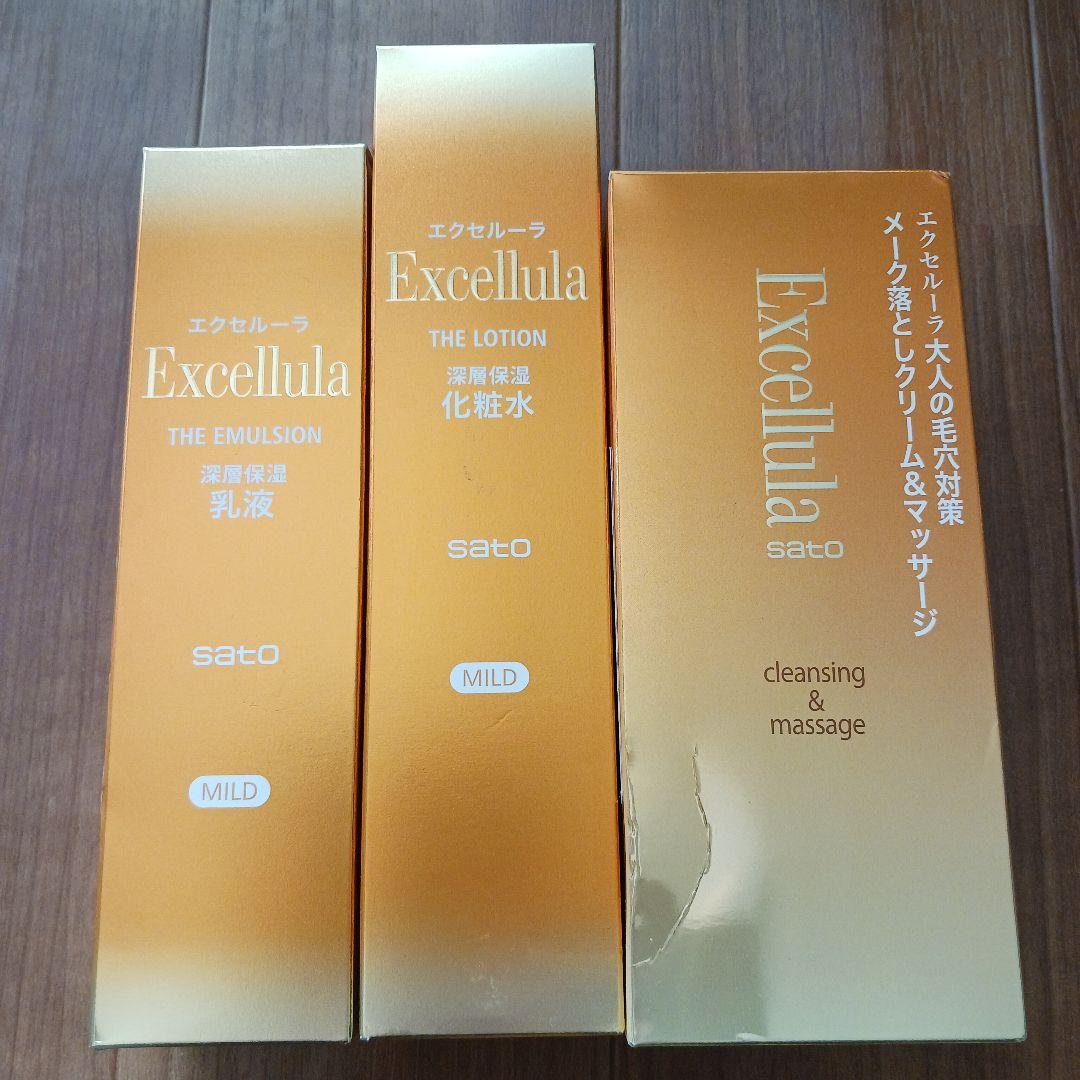 エクセルーラ
Excellula
THE EMULSION
深層保湿
乳液
sato
MILD
エクセルーラ
Excellula
THE LOTION
深層保湿
化粧水
sato
MILD
エクセルーラ大人の毛穴対策
メーク落としクリーム&マッサージ
Excellula
sato
cleansing
&
massage